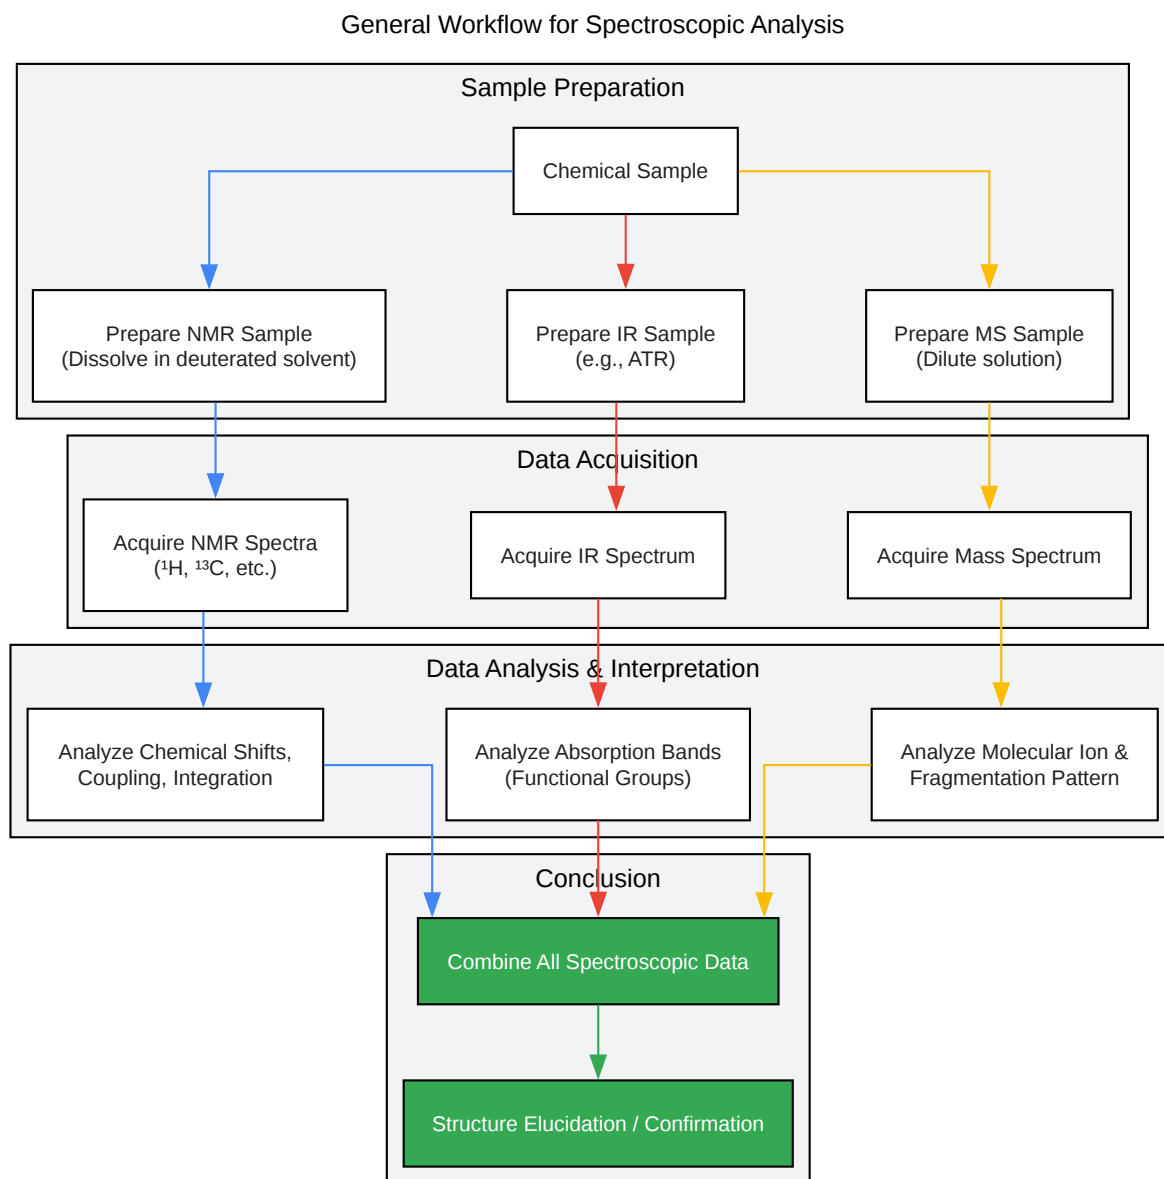 General Workflow for Spectroscopic Analysis
Sample Preparation
Chemical Sample
Prepare NMR Sample
(Dissolve in deuterated solvent)
Prepare IR Sample
(e.g., ATR)
Prepare MS Sample
(Dilute solution)
Data Acquisition
Acquire NMR Spectra
(¹H, ¹³C, etc.)
Acquire IR Spectrum
Acquire Mass Spectrum
Data Analysis & Interpretation
Analyze Chemical Shifts,
Coupling, Integration
Analyze Absorption Bands
(Functional Groups)
Analyze Molecular Ion &
Fragmentation Pattern
Conclusion
Combine All Spectroscopic Data
Structure Elucidation / Confirmation